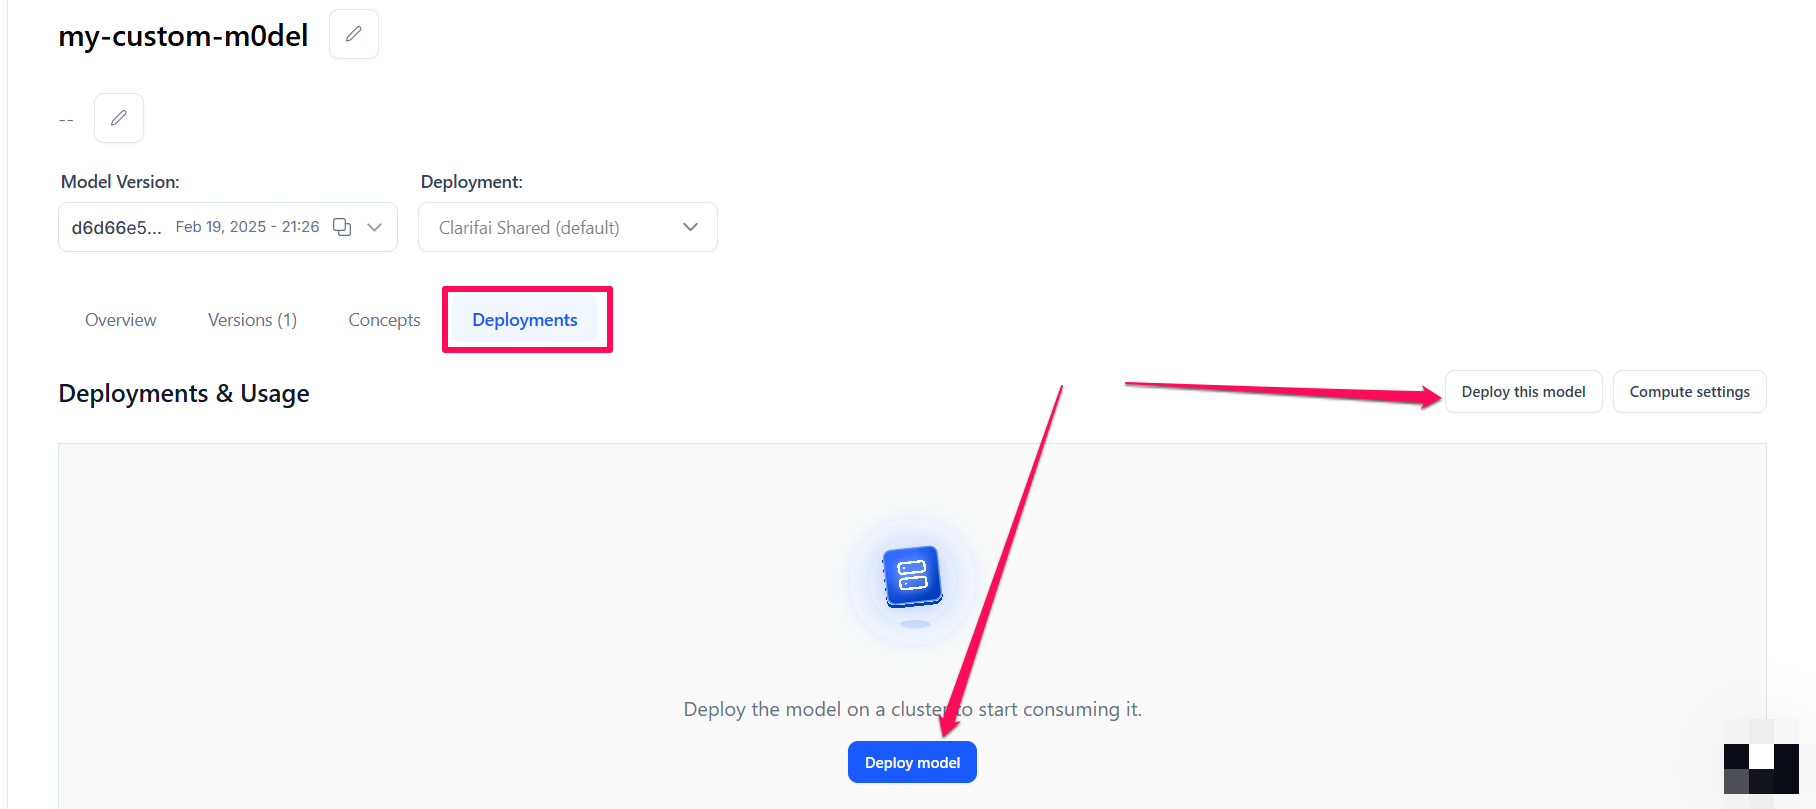 my-custom-m0del
--
Model Version:
Deployment:
d6d66e5... Feb 19, 2025 - 21:26
Clarifai Shared (default)
Overview
Versions (1)
Concepts
Deployments
Deployments & Usage
Deploy this model
Compute settings
Deploy the model on a cluster to start consuming it.
Deploy model